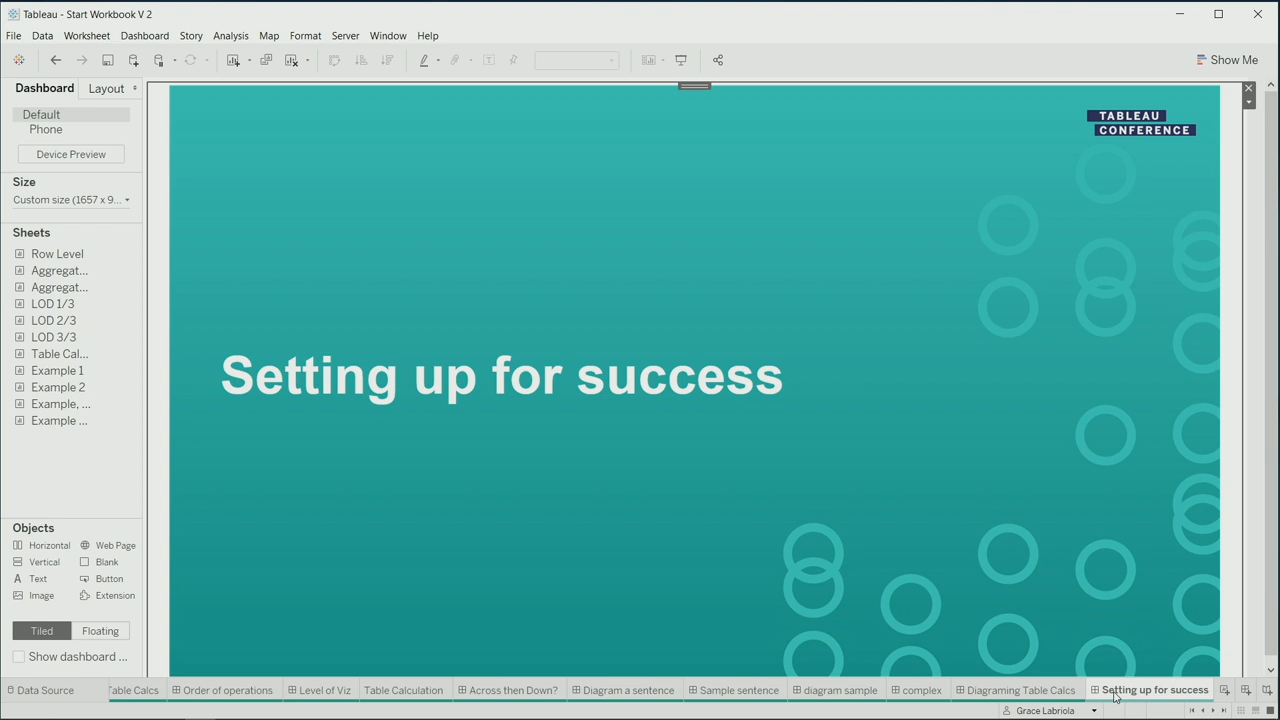 Tableau - Start Workbook V 2
File Data Worksheet Dashboard Story Analysis Map Format Server Window Help
Show Me
Dashboard Layout
Default
Phone
Device Preview
Size
Custom size (1657 x 9...
Sheets
Row Level
Aggregat...
Aggregat...
LOD 1/3
LOD 2/3
LOD 3/3
Table Cal...
Example 1
Example 2
Example, ...
Example ...
Objects
Horizontal Web Page
Vertical Blank
Text Button
Image Extension
Tiled Floating
Show dashboard ...
TABLEAU
CONFERENCE
Setting up for success
Data Source Table Calcs Order of operations Level of Viz Table Calculation Across then Down? Diagram a sentence Sample sentence diagram sample complex Diagraming Table Calcs Setting up for success
Grace Labriola